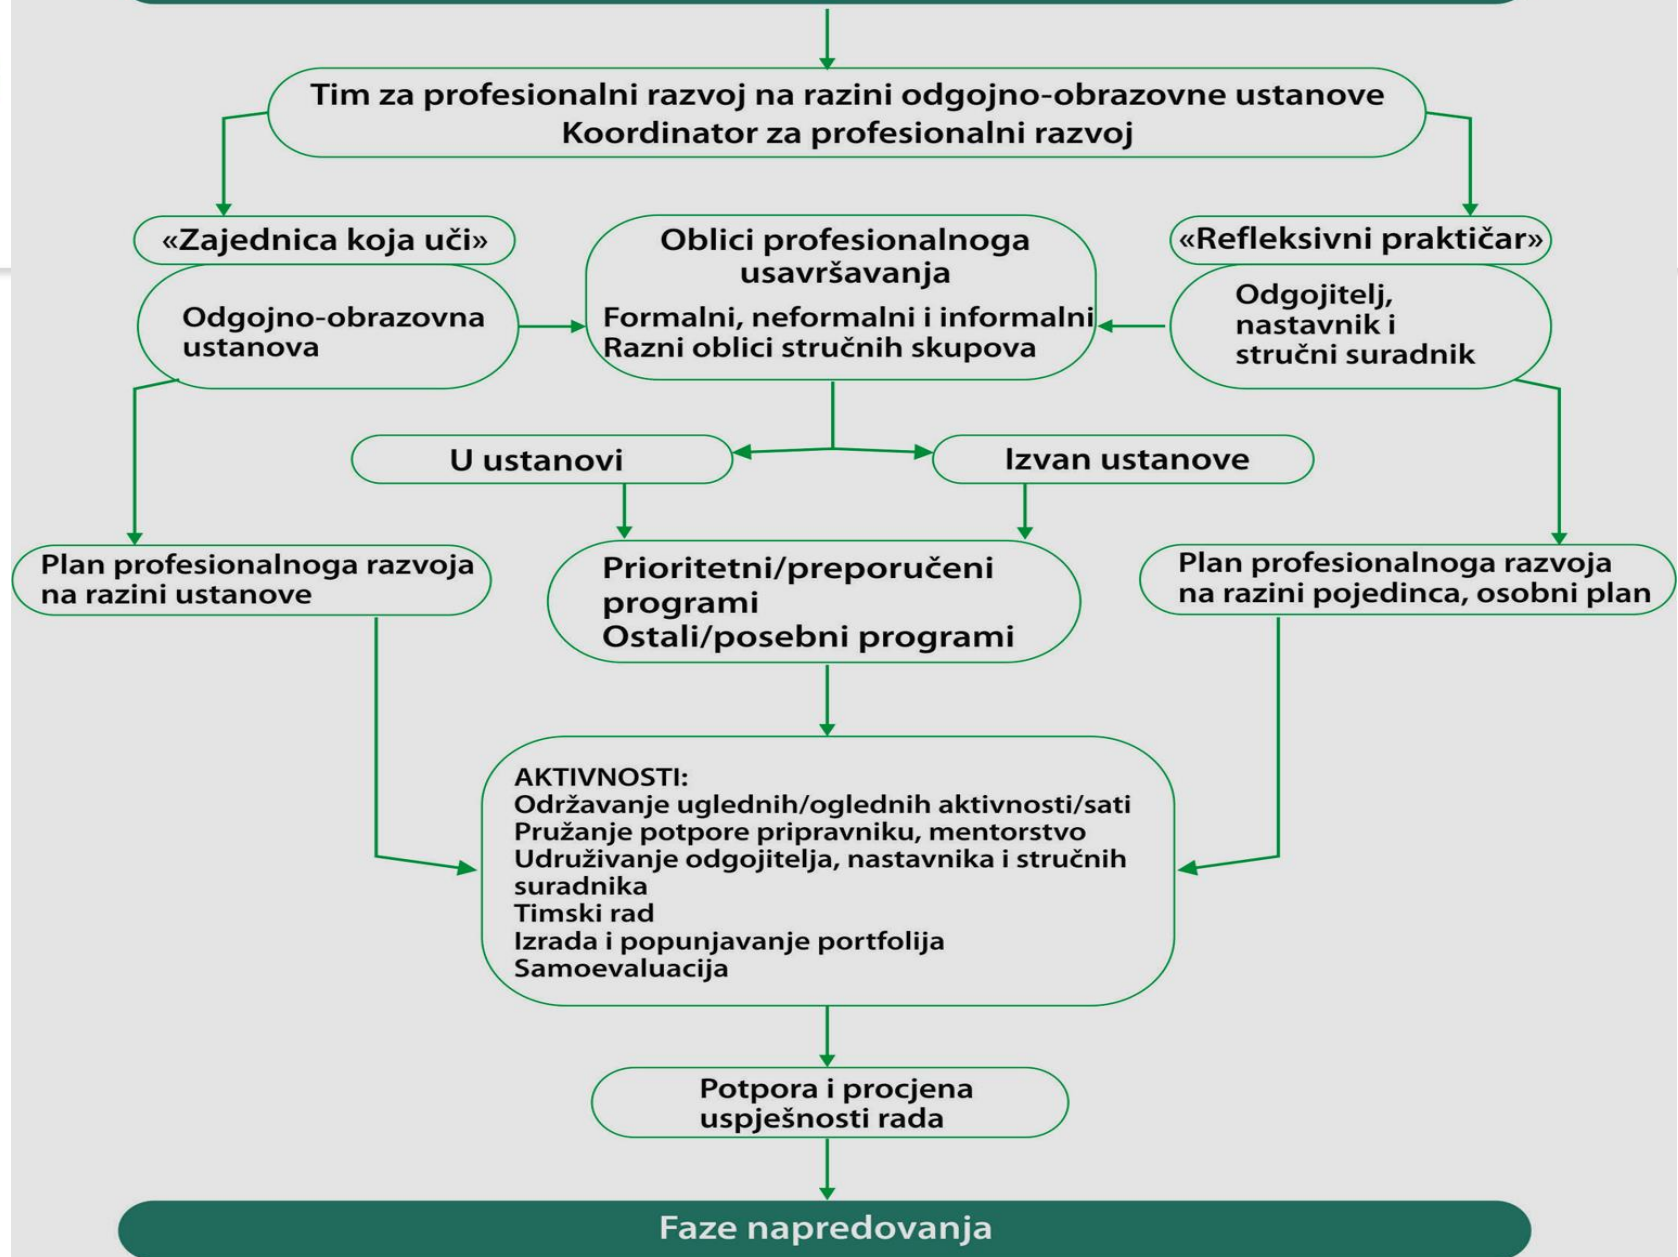 Tim za profesionalni razvoj na razini odgojno-obrazovne ustanove
Koordinator za profesionalni razvoj
«Zajednica koja uči»
Odgojno-obrazovna
ustanova
Oblici profesionalnoga
usavršavanja
Formalni, neformalni i informalni
Razni oblici stručnih skupova
«Refleksivni praktičar»
Odgojitelj,
nastavnik i
stručni suradnik
U ustanovi
Izvan ustanove
Plan profesionalnoga razvoja
na razini ustanove
Prioritetni/preporučeni
programi
Ostali/posebni programi
Plan profesionalnoga razvoja
na razini pojedinca, osobni plan
AKTIVNOSTI:
Održavanje uglednih/oglednih aktivnosti/sati
Pružanje potpore pripravniku, mentorstvo
Udruživanje odgojitelja, nastavnika i stručnih
suradnika
Timski rad
Izrada i popunjavanje portfolija
Samoevaluacija
Potpora i procjena
uspješnosti rada
Faze napredovanja